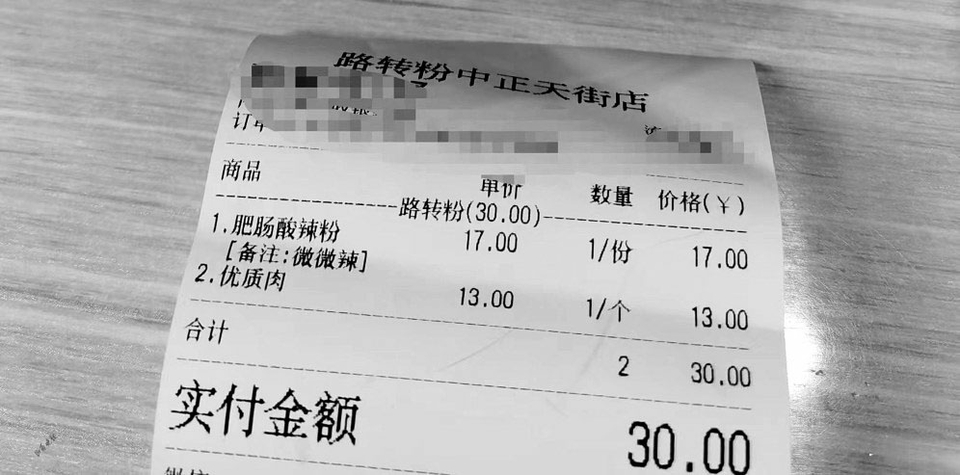 路转粉中正天街店
订单
商品 单价 数量 价格(¥)
路转粉(30.00)
1.肥肠酸辣粉 17.00 1/份 17.00
[备注:微微辣]
2.优质肉 13.00 1/个 13.00
合计 2 30.00
实付金额 30.00